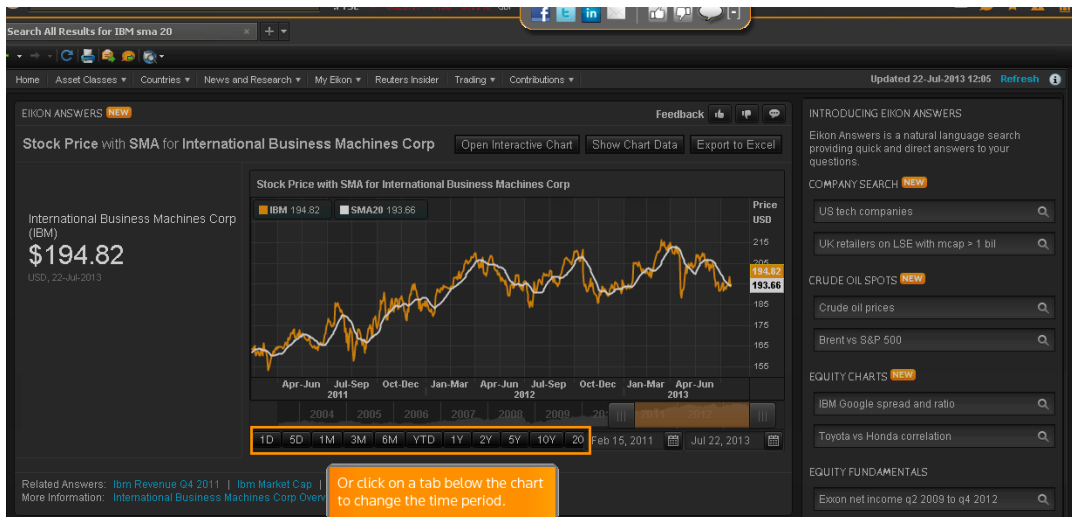 Search All Results for IBM sma 20
Home Asset Classes Countries News and Research My Eikon Reuters Insider Trading Contributions Updated 22-Jul-2013 12:05 Refresh
EIKON ANSWERS NEW
Feedback
Stock Price with SMA for International Business Machines Corp
Open Interactive Chart Show Chart Data Export to Excel
International Business Machines Corp
(IBM)
$194.82
USD, 22-Jul-2013
Stock Price with SMA for International Business Machines Corp
IBM 194.82 SMA20 193.66
Price
USD
215
205
194.82
193.66
185
175
165
155
Apr-Jun Jul-Sep Oct-Dec Jan-Mar Apr-Jun Jul-Sep Oct-Dec Jan-Mar Apr-Jun
2011 2012 2013
2004 2005 2006 2007 2008 2009 2011 2012
1D 5D 1M 3M 6M YTD 1Y 2Y 5Y 10Y 20 Feb 15, 2011 Jul 22, 2013
Or click on a tab below the chart
to change the time period.
Related Answers: Ibm Revenue Q4 2011 | Ibm Market Cap |
More Information: International Business Machines Corp
INTRODUCING EIKON ANSWERS
Eikon Answers is a natural language search
providing quick and direct answers to your
questions.
COMPANY SEARCH NEW
US tech companies
UK retailers on LSE with mcap > 1 bil
CRUDE OIL SPOTS NEW
Crude oil prices
Brent vs S&P 500
EQUITY CHARTS NEW
IBM Google spread and ratio
Toyota vs Honda correlation
EQUITY FUNDAMENTALS
Exxon net income q2 2009 to q4 2012